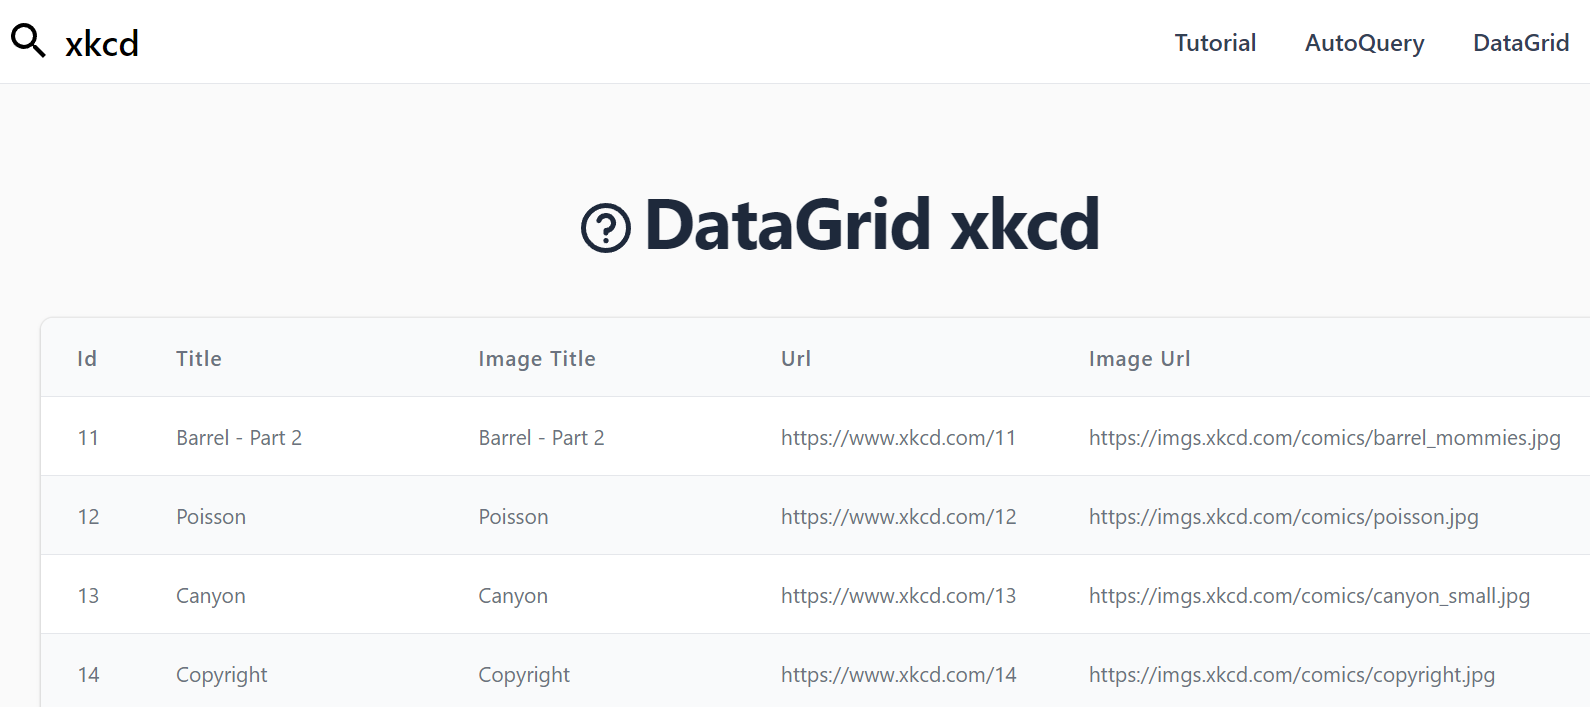 xkcd Tutorial AutoQuery DataGrid
DataGrid xkcd
Id Title Image Title Url Image Url
11 Barrel - Part 2 Barrel - Part 2 https://www.xkcd.com/11 https://imgs.xkcd.com/comics/barrel_mommies.jpg
12 Poisson Poisson https://www.xkcd.com/12 https://imgs.xkcd.com/comics/poisson.jpg
13 Canyon Canyon https://www.xkcd.com/13 https://imgs.xkcd.com/comics/canyon_small.jpg
14 Copyright Copyright https://www.xkcd.com/14 https://imgs.xkcd.com/comics/copyright.jpg